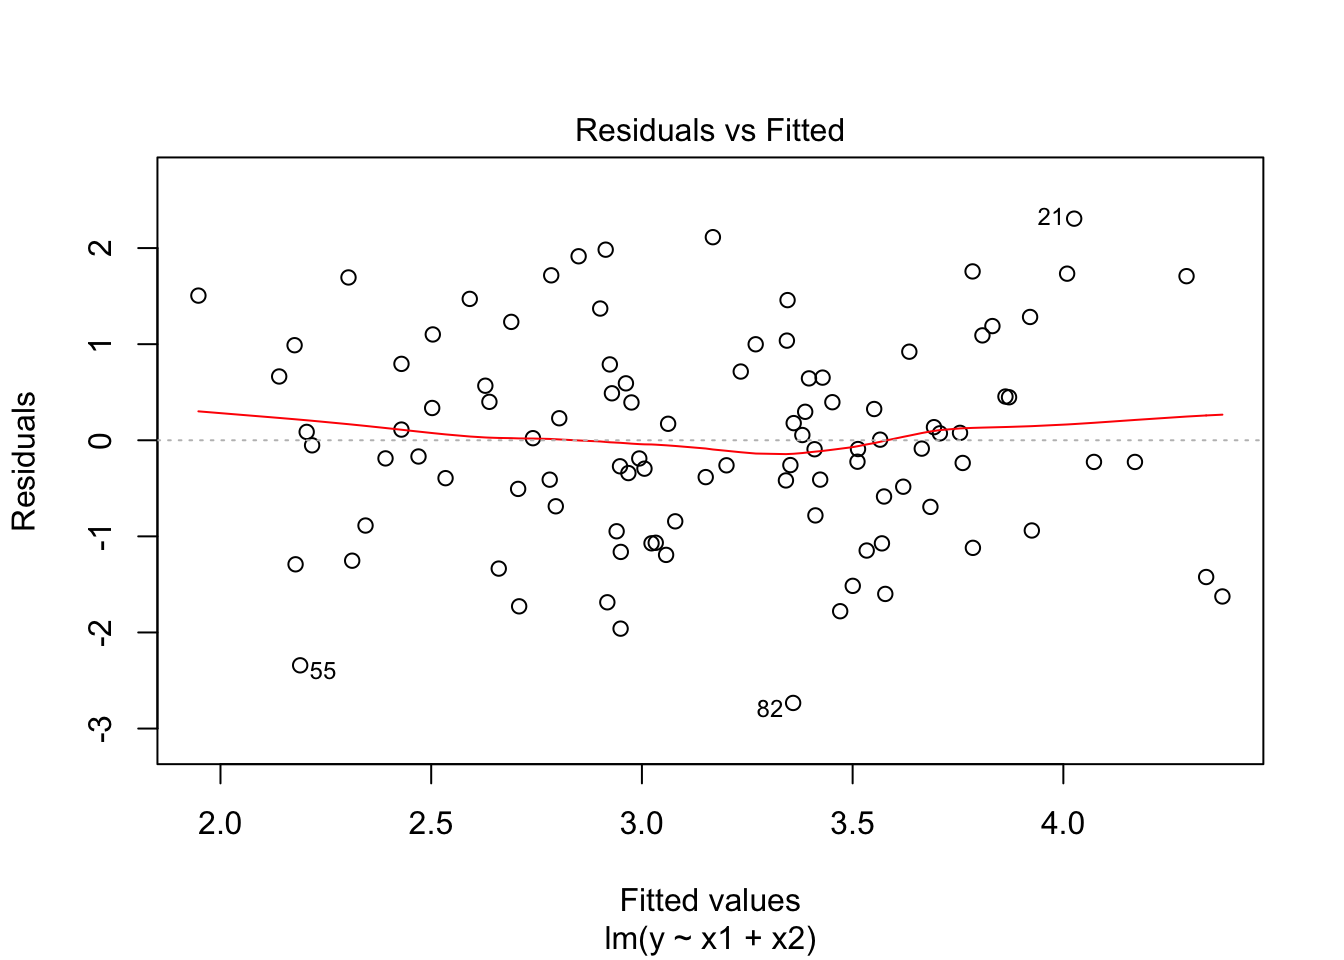 Residuals vs Fitted
21
55
82
Residuals
2
1
0
-1
-2
-3
2.0 2.5 3.0 3.5 4.0
Fitted values
lm(y ~ x1 + x2)